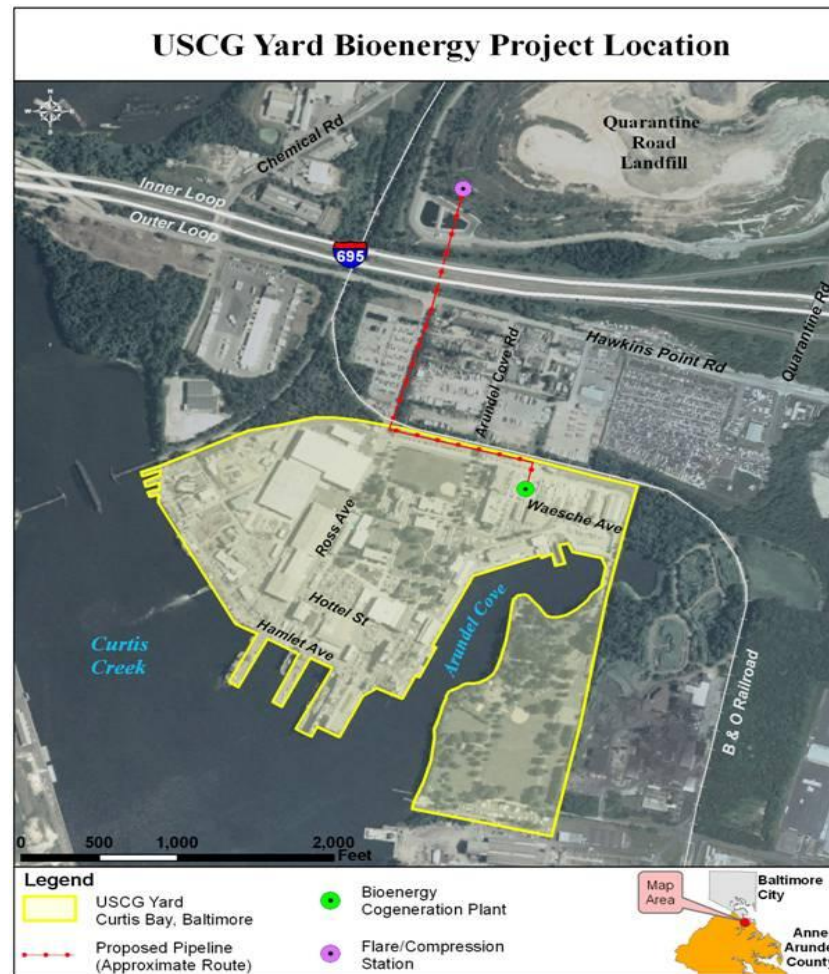 USCG Yard Bioenergy Project Location
N
Quarantine
Road
Landfill
Chemical Rd
Inner Loop
Outer Loop
695
Hawkins Point Rd
Quarantine Rd
Arundel Cove Rd
Waesche Ave
Ross Ave
Hottel St
Hamlet Ave
Arundel Cove
Curtis
Creek
B & O Railroad
0 500 1,000 2,000
Feet
Legend
USCG Yard
Curtis Bay, Baltimore
Proposed Pipeline
(Approximate Route)
Bioenergy
Cogeneration Plant
Flare/Compression
Station
Map
Area
Baltimore
City
Anne
Arundel
County